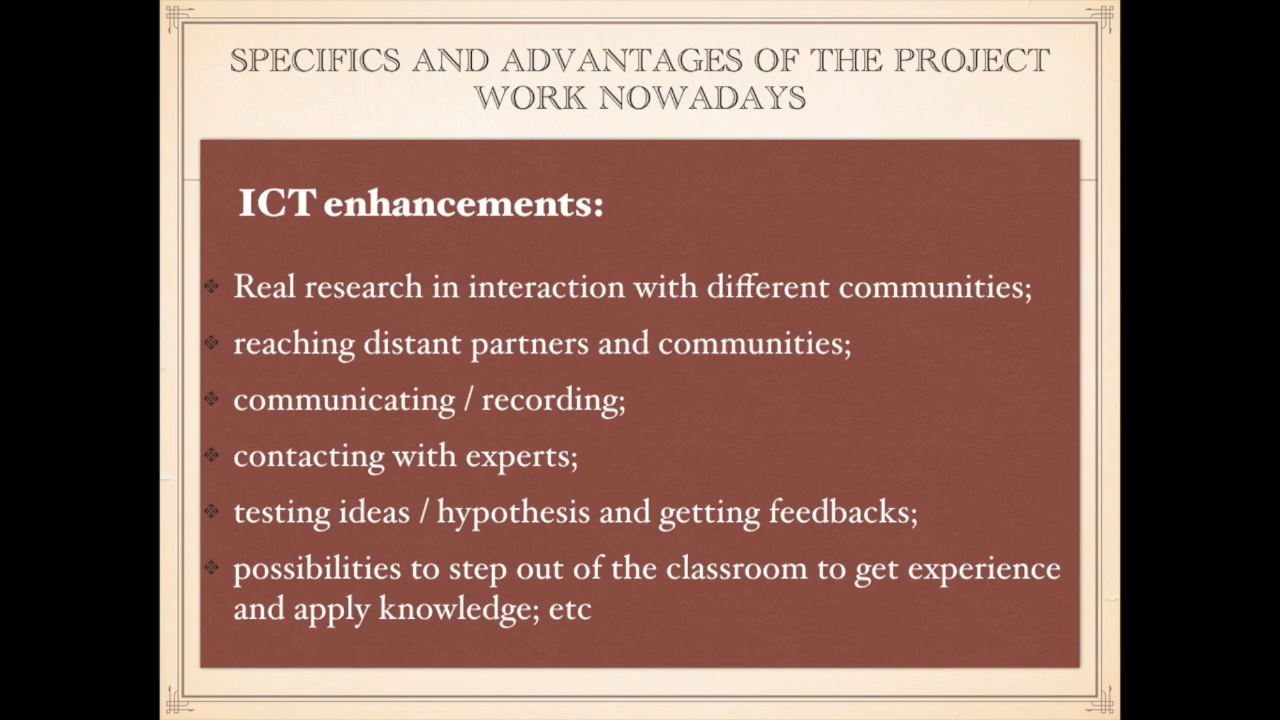 SPECIFICS AND ADVANTAGES OF THE PROJECT
WORK NOWADAYS
ICT enhancements:
Real research in interaction with different communities;
reaching distant partners and communities;
communicating / recording;
contacting with experts;
testing ideas / hypothesis and getting feedbacks;
possibilities to step out of the classroom to get experience
and apply knowledge; etc